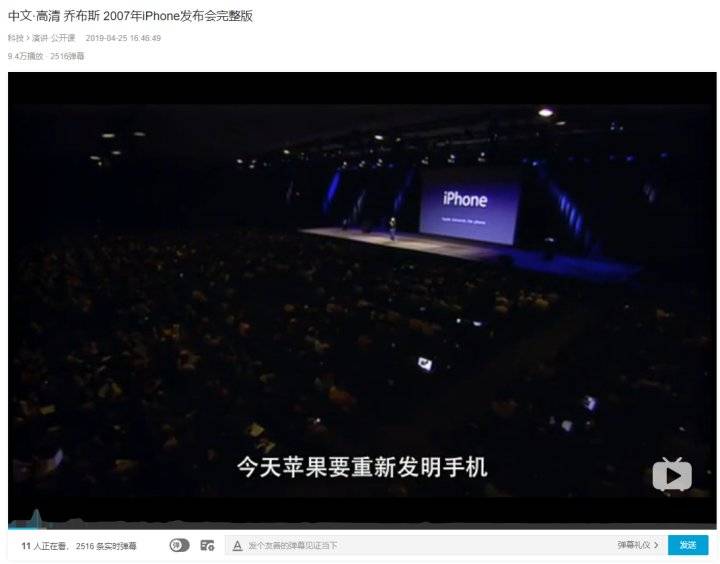 中文·高清 乔布斯 2007年iPhone发布会完整版
科技 > 演讲·公开课 2019-04-25 16:46:49
9.4万播放 · 2516弹幕
iPhone
Apple reinvents the phone
今天苹果要重新发明手机
11 人正在看， 2516 条实时弹幕
弹
A 发个友善的弹幕见证当下
弹幕礼仪 >
发送